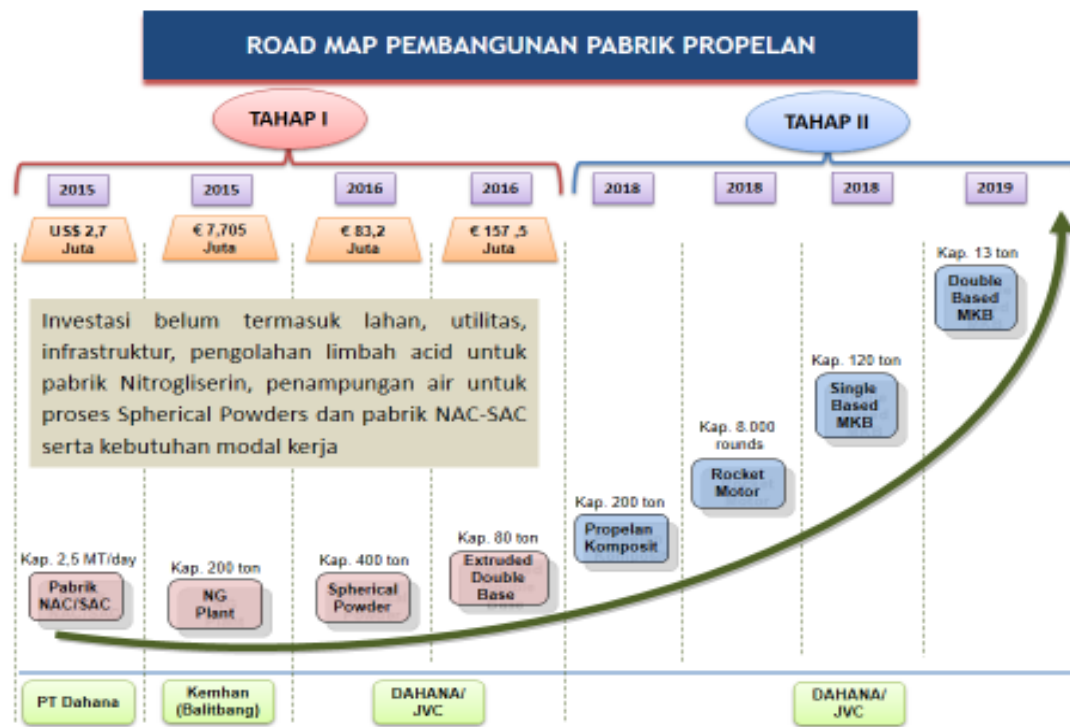 ROAD MAP PEMBANGUNAN PABRIK PROPELAN
TAHAP I
TAHAP II
2015
2015
2016
2016
2018
2018
2018
2019
US$ 2,7
Juta
€ 7,705
Juta
€ 83,2
Juta
€ 157 ,5
Juta
Investasi belum termasuk lahan, utilitas,
infrastruktur, pengolahan limbah acid untuk
pabrik Nitrogliserin, penampungan air untuk
proses Spherical Powders dan pabrik NAC-SAC
serta kebutuhan modal kerja
Kap. 2,5 MT/day
Pabrik
NAC/SAC
Kap. 200 ton
NG
Plant
Kap. 400 ton
Spherical
Powder
Kap. 80 ton
Extruded
Double
Base
Kap. 200 ton
Propelan
Komposit
Kap. 8.000
rounds
Rocket
Motor
Kap. 120 ton
Single
Based
MKB
Kap. 13 ton
Double
Based
MKB
PT Dahana
Kemhan
(Balitbang)
DAHANA/
JVC
DAHANA/
JVC